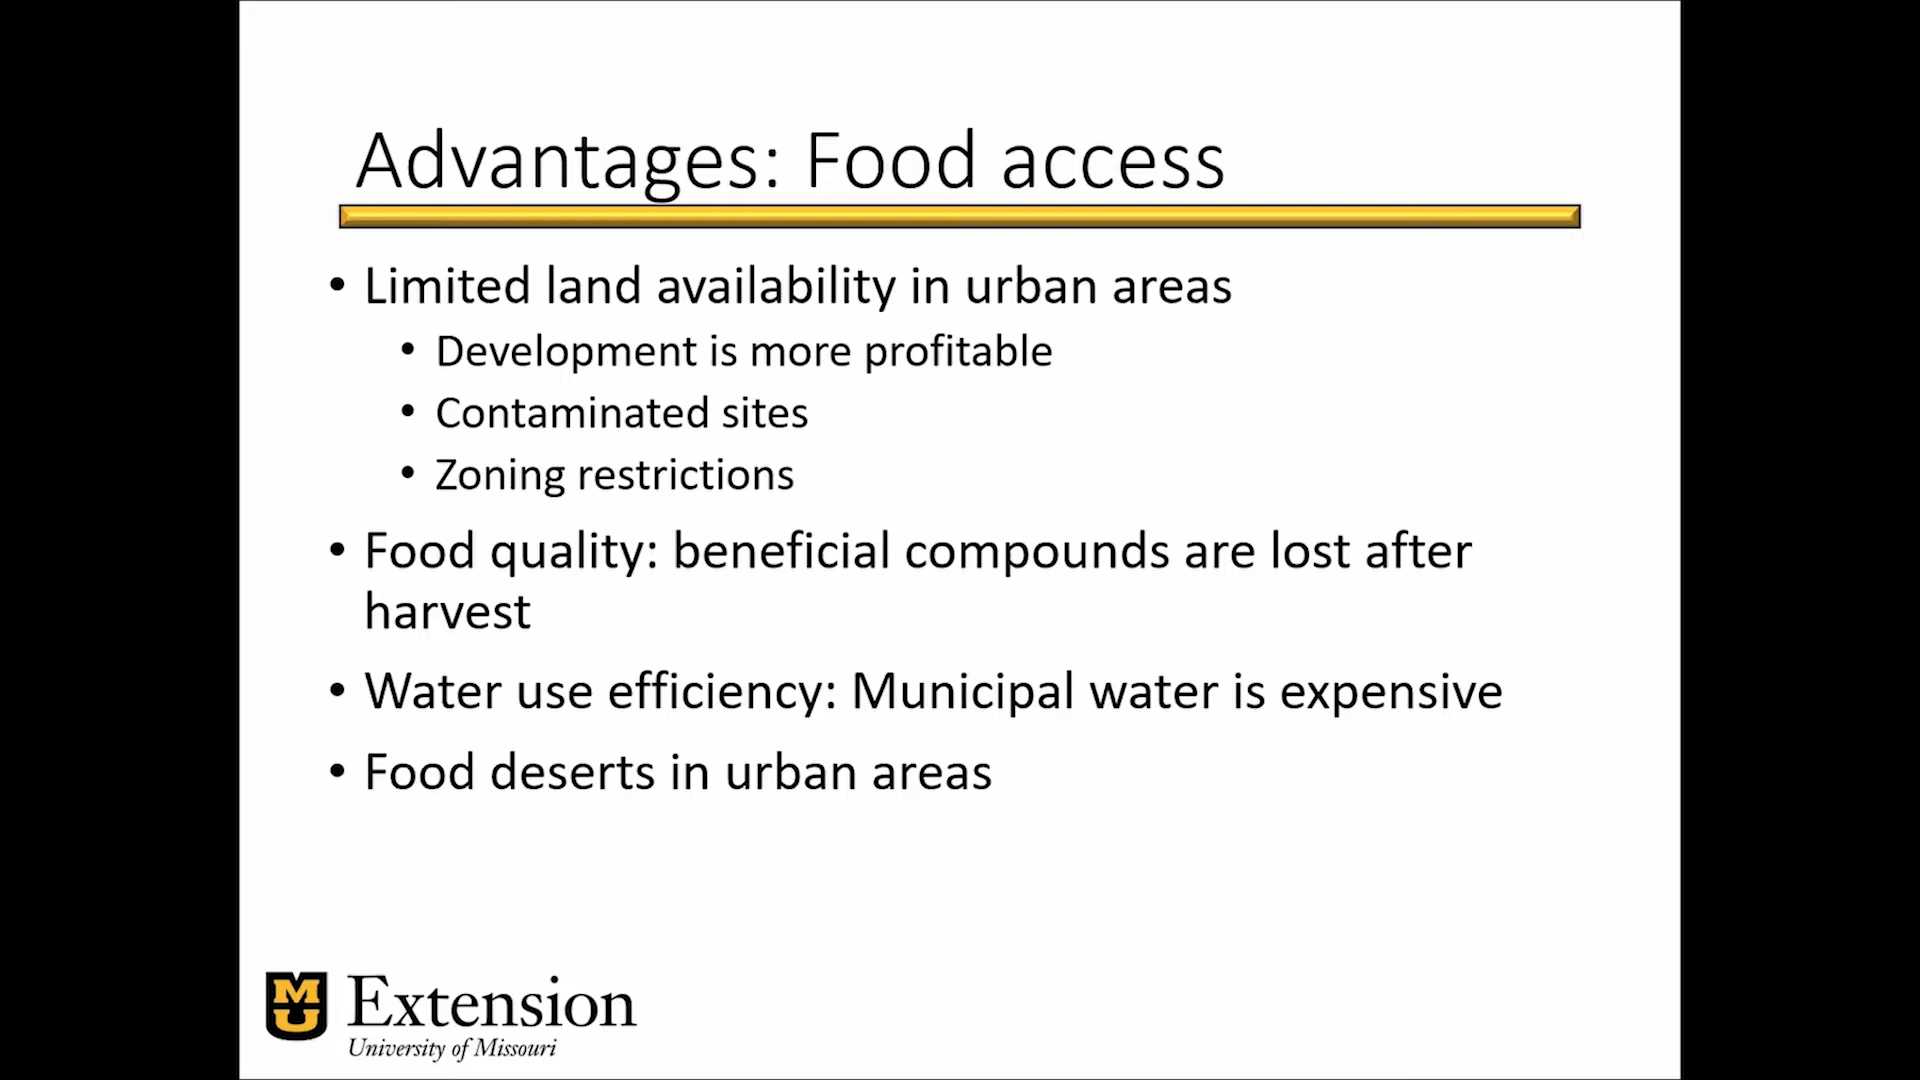 Advantages: Food access
• Limited land availability in urban areas
• Development is more profitable
• Contaminated sites
• Zoning restrictions
• Food quality: beneficial compounds are lost after
harvest
• Water use efficiency: Municipal water is expensive
• Food deserts in urban areas
MU Extension
University of Missouri